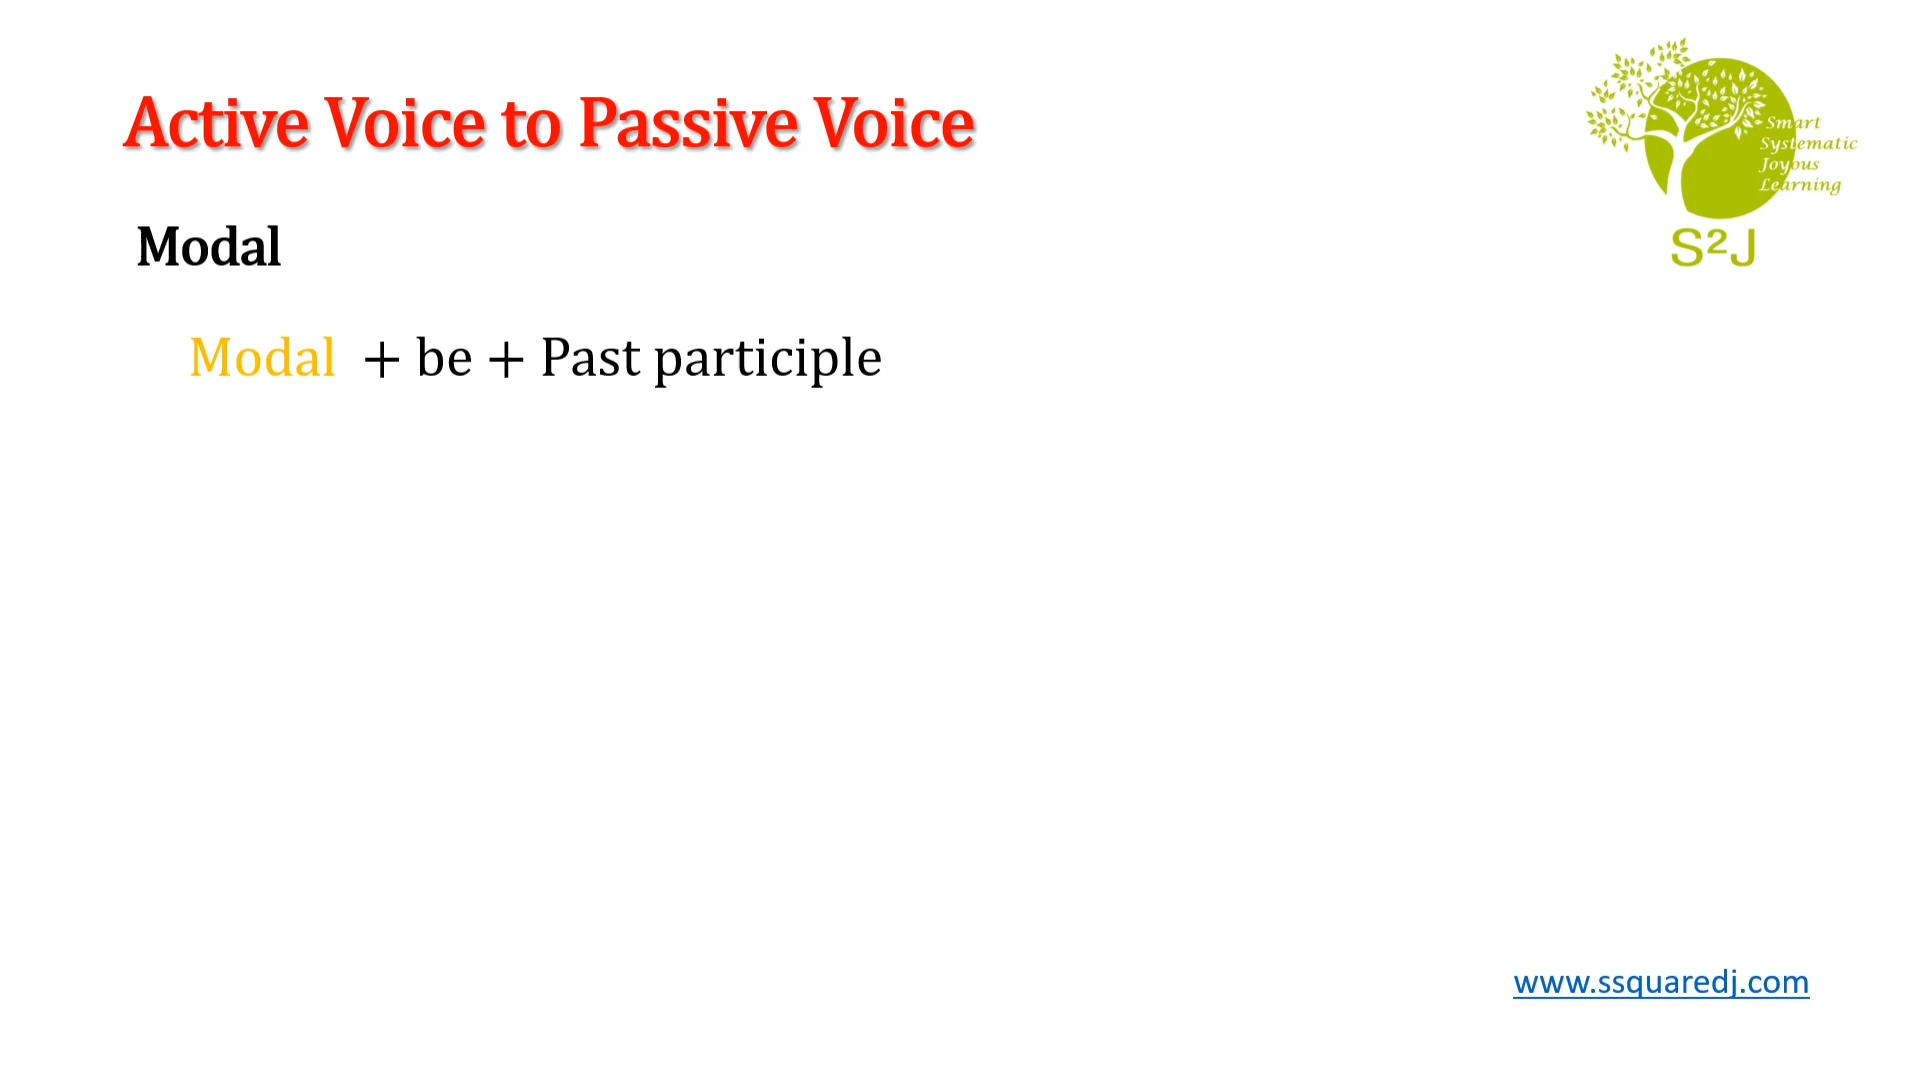 Active Voice to Passive Voice
Smart
Systematic
Joyous
Learning
S²J
Modal
Modal + be + Past participle
www.ssquaredj.com